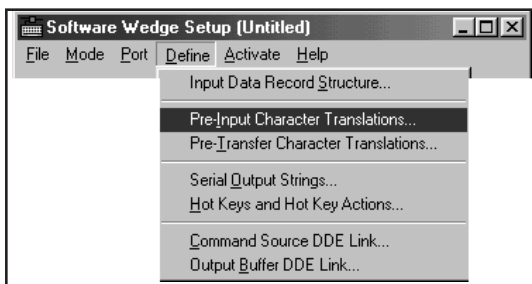 Software Wedge Setup (Untitled)
File Mode Port Define Activate Help
Input Data Record Structure...
Pre-Input Character Translations...
Pre-Transfer Character Translations...
Serial Output Strings...
Hot Keys and Hot Key Actions...
Command Source DDE Link...
Output Buffer DDE Link...